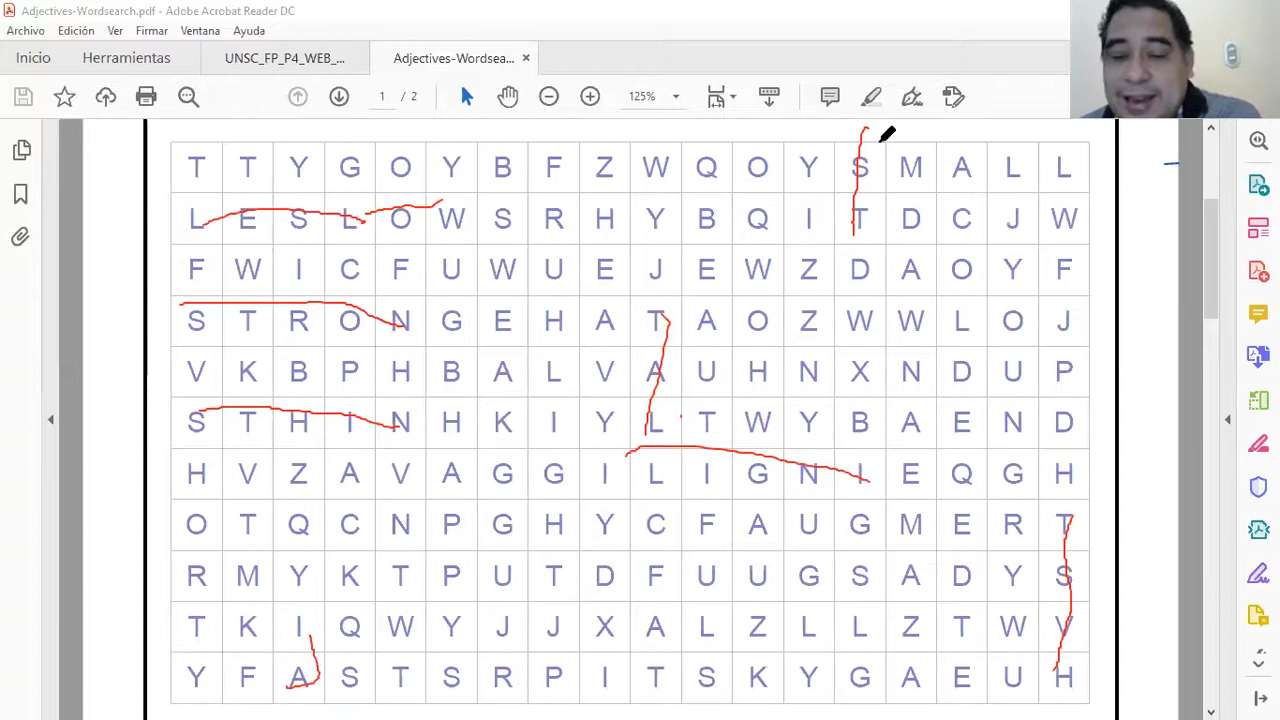 Adjectives-Wordsearch.pdf - Adobe Acrobat Reader DC
Archivo Edición Ver Firmar Ventana Ayuda
Inicio Herramientas UNSC_FP_P4_WEB_... Adjectives-Wordsea... ×
1 / 2 125%
T T Y G O Y B F Z W Q O Y S M A L L
L E S L O W S R H Y B Q I T D C J W
F W I C F U W U E J E W Z D A O Y F
S T R O N G E H A T A O Z W W L O J
V K B P H B A L V A U H N X N D U P
S T H I N H K I Y L T W Y B A E N D
H V Z A V A G G I L I G N I E Q G H
O T Q C N P G H Y C F A U G M E R T
R M Y K T P U T D F U U G S A D Y S
T K I Q W Y J J X A L Z L L Z T W V
Y F A S T S R P I T S K Y G A E U H